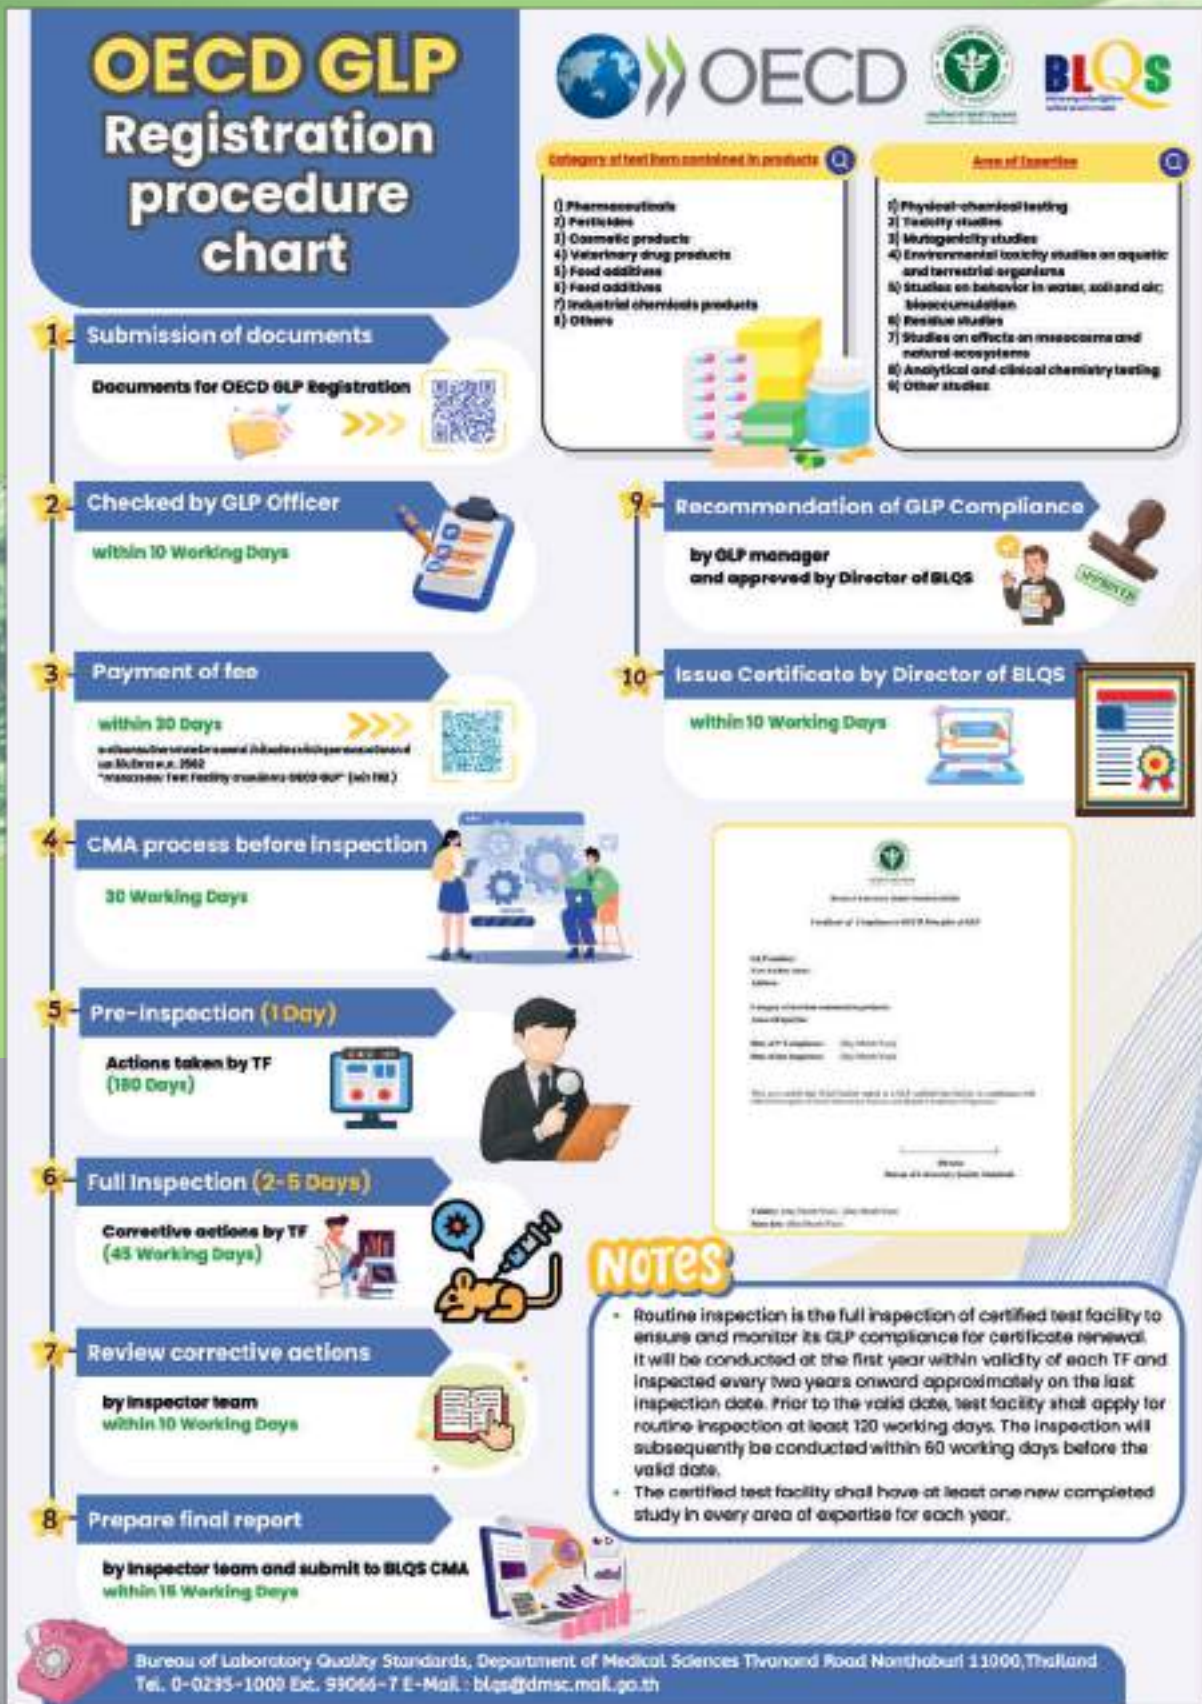 OECD GLP
Registration
procedure
chart
OECD
BLQS
Category of test item contained in products
1) Pharmaceuticals
2) Pesticides
3) Cosmetic products
4) Veterinary drug products
5) Food additives
6) Feed additives
7) Industrial chemicals products
8) Others
Area of Expertise
1) Physical-chemical testing
2) Toxicity studies
3) Mutagenicity studies
4) Environmental toxicity studies on aquatic
and terrestrial organisms
5) Studies on behavior in water, soil and air;
bioaccumulation
6) Residue studies
7) Studies on effects on mesocosms and
natural ecosystems
8) Analytical and clinical chemistry testing
9) Other studies
1 Submission of documents
Documents for OECD GLP Registration
2 Checked by GLP Officer
within 10 Working Days
3 Payment of fee
within 30 Days
พ.ศ. 2562
Test Facility OECD GLP
4 CMA process before inspection
30 Working Days
5 Pre-Inspection (1 Day)
Actions taken by TF
(180 Days)
6 Full Inspection (2-5 Days)
Corrective actions by TF
(45 Working Days)
7 Review corrective actions
by Inspector team
within 10 Working Days
8 Prepare final report
by Inspector team and submit to BLQS CMA
within 15 Working Days
9 Recommendation of GLP Compliance
by GLP manager
and approved by Director of BLQS
APPROVED
10 Issue Certificate by Director of BLQS
within 10 Working Days
NOTES
• Routine inspection is the full inspection of certified test facility to
ensure and monitor its GLP compliance for certificate renewal.
It will be conducted at the first year within validity of each TF and
inspected every two years onward approximately on the last
inspection date. Prior to the valid date, test facility shall apply for
routine inspection at least 120 working days. The inspection will
subsequently be conducted within 60 working days before the
valid date.
• The certified test facility shall have at least one new completed
study in every area of expertise for each year.
Bureau of Laboratory Quality Standards, Department of Medical Sciences Tivanond Road Nonthaburi 11000,Thailand
Tel. 0-0295-1000 Ext. 99066-7 E-Mail : blqs@dmsc.mail.go.th